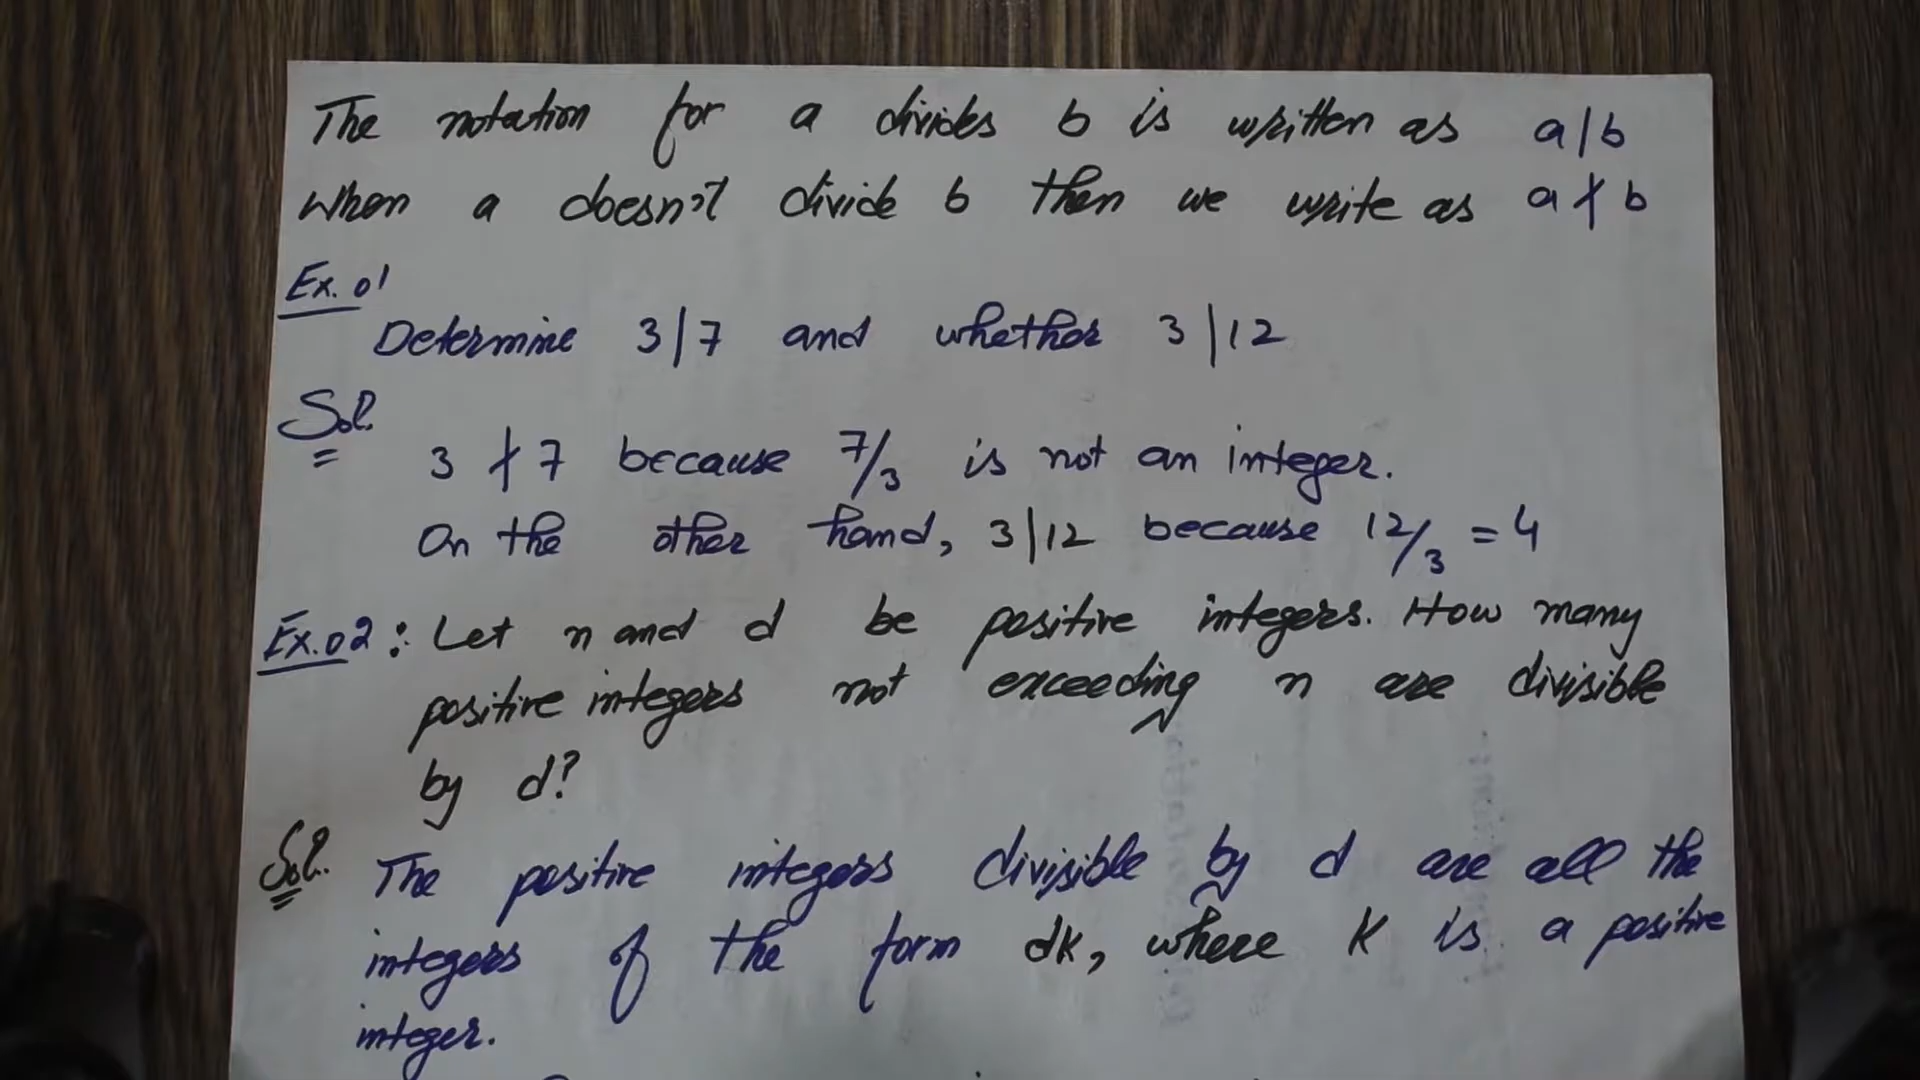 The notation for a divides b is written as a|b
when a doesn't divide b then we write as a∤b
Ex. 01
Determine 3|7 and whether 3|12
Sol.
3∤7 because 7/3 is not an integer.
On the other hand, 3|12 because 12/3 = 4
Ex.02: Let n and d be positive integers. How many
positive integers not exceeding n are divisible
by d?
Sol. The positive integers divisible by d are all the
integers of the form dk, where k is a positive
integer.